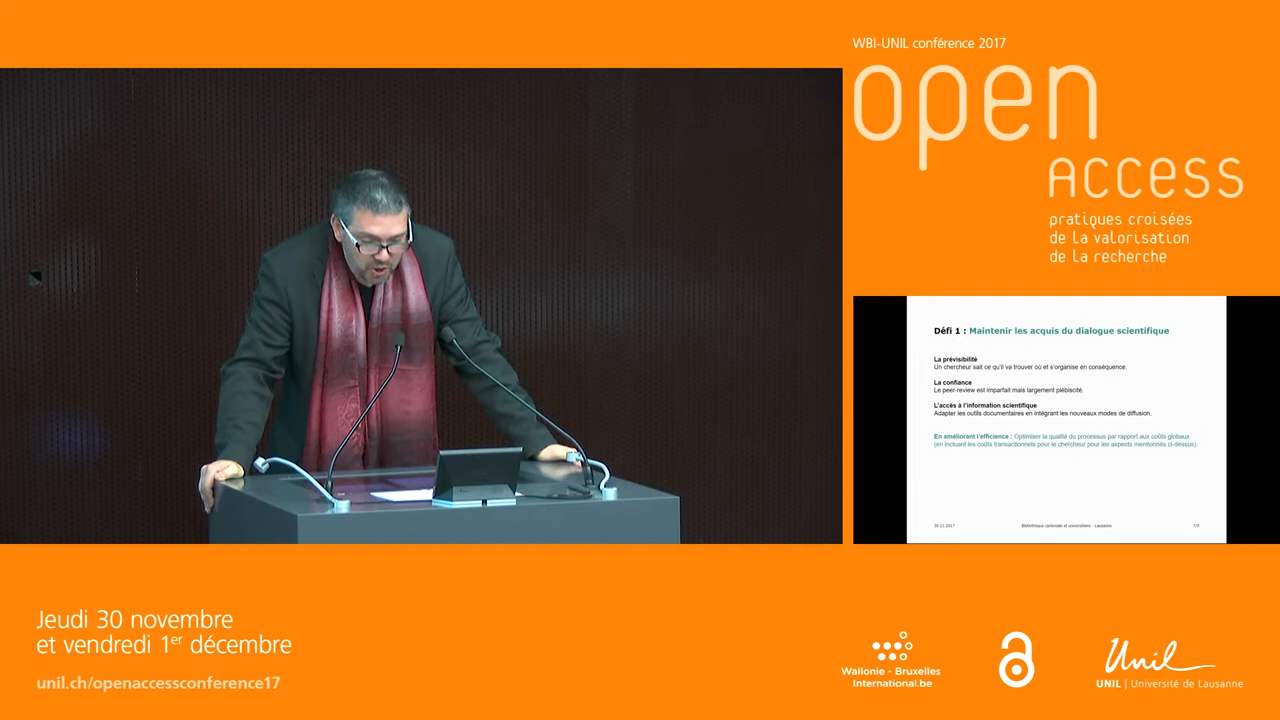 WBI-UNIL conférence 2017
open
access
pratiques croisées
de la valorisation
de la recherche
Défi 1 : Maintenir les acquis du dialogue scientifique
La prévisibilité
Un chercheur sait ce qu'il va trouver où et s'organise en conséquence.
La confiance
Le peer-review est imparfait mais largement plébiscité.
L'accès à l'information scientifique
Adapter les outils documentaires en intégrant les nouveaux modes de diffusion.
En améliorant l'efficience : Optimiser la qualité du processus par rapport aux coûts globaux
(en incluant les coûts transactionnels pour le chercheur pour les aspects mentionnés ci-dessus).
30.11.2017 Bibliothèque cantonale et universitaire - Lausanne 7/9
Jeudi 30 novembre
et vendredi 1er décembre
unil.ch/openaccessconference17
Wallonie - Bruxelles
International.be
Unil
UNIL | Université de Lausanne